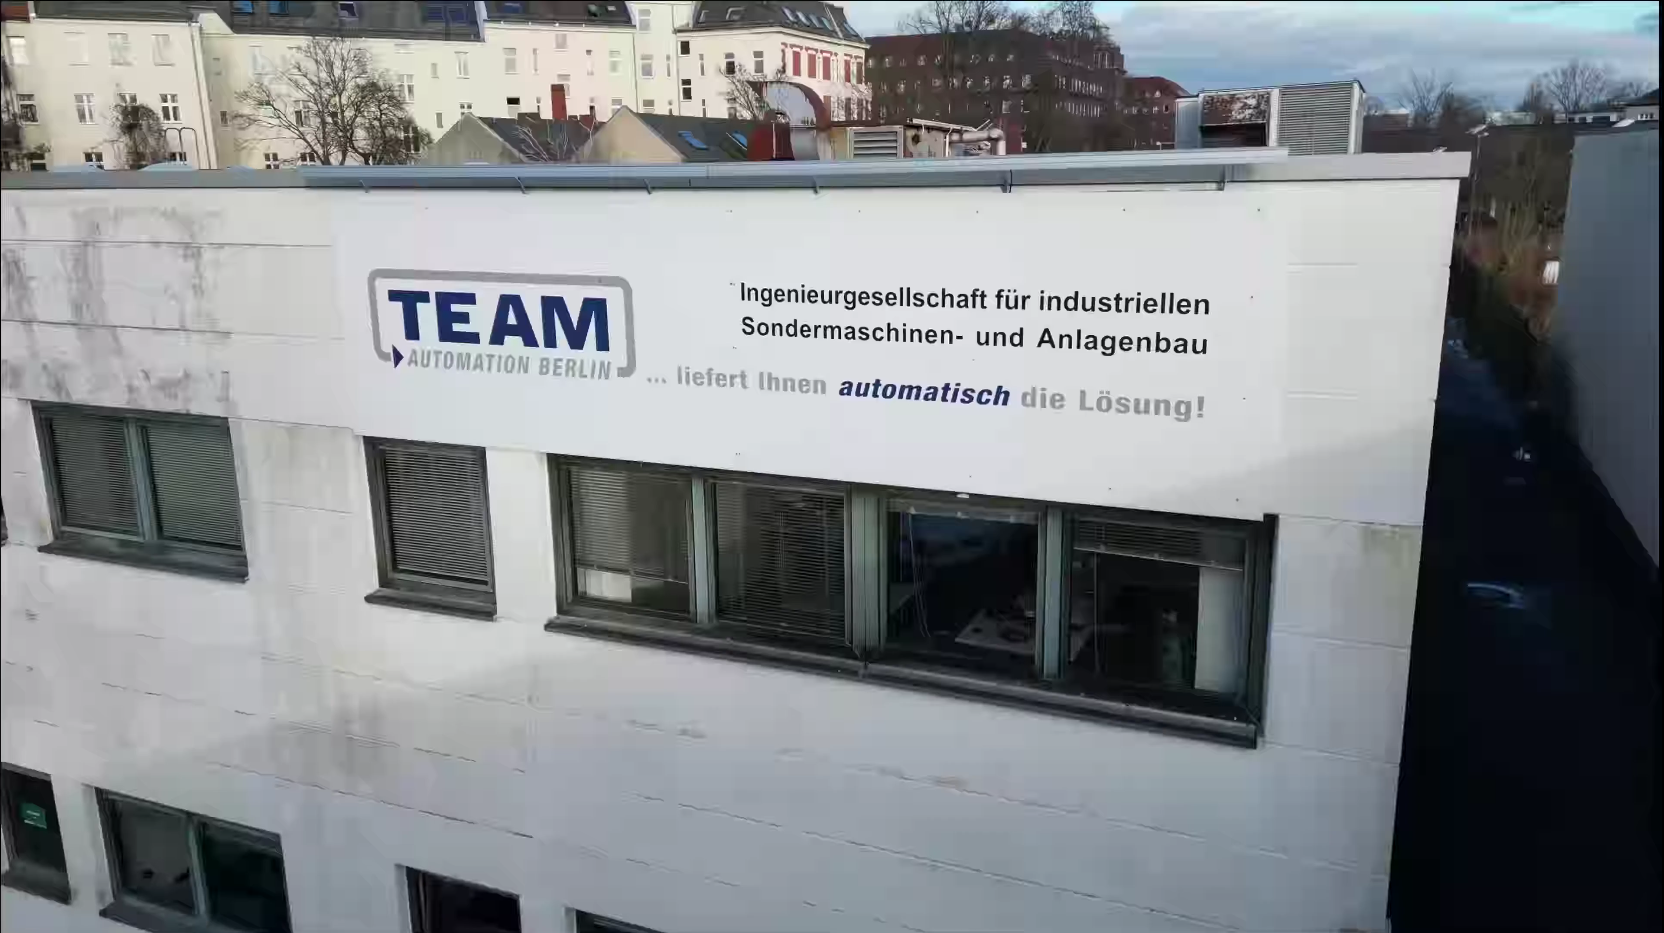 TEAM
AUTOMATION BERLIN
Ingenieurgesellschaft für industriellen
Sondermaschinen- und Anlagenbau
... liefert Ihnen automatisch die Lösung!